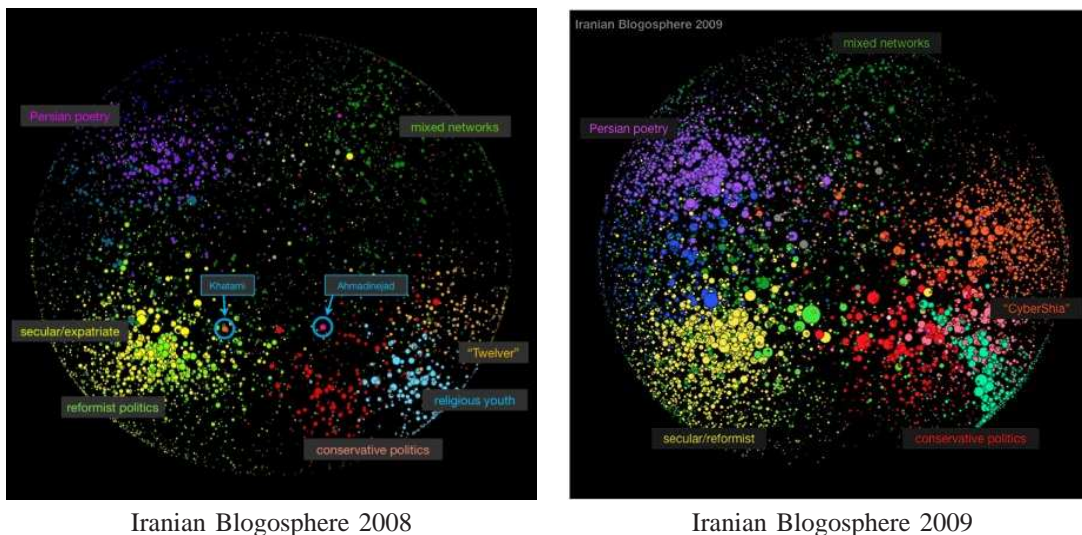 Persian poetry
mixed networks
Khatami
Ahmadinejad
secular/expatriate
"Twelver"
reformist politics
religious youth
conservative politics
Iranian Blogosphere 2008
Iranian Blogosphere 2009
mixed networks
Persian poetry
"CyberShia"
secular/reformist
conservative politics
Iranian Blogosphere 2009